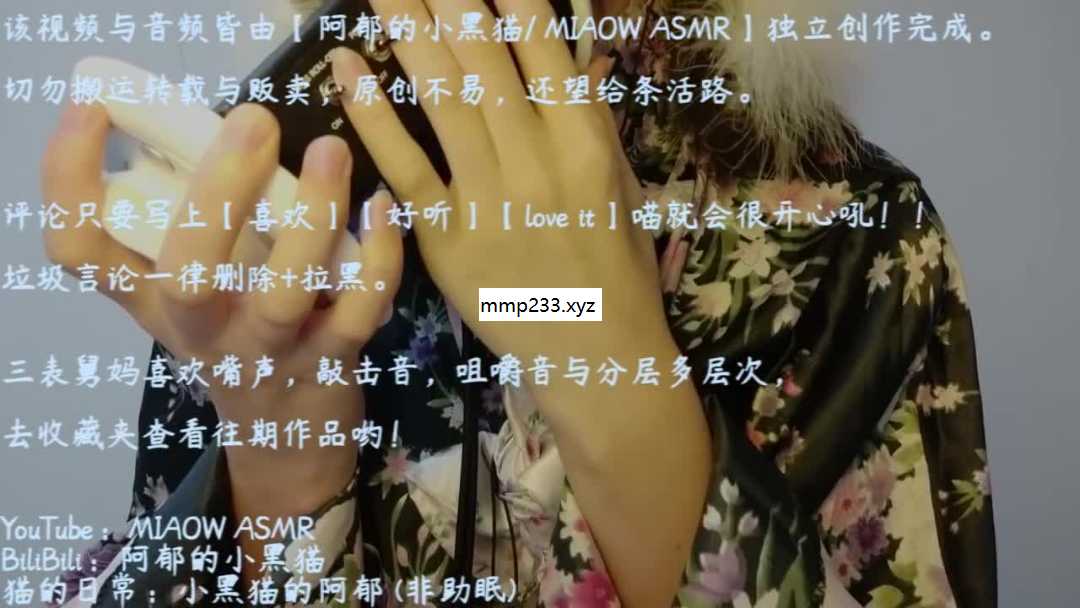 该视频与音频皆由【阿郁的小黑猫/ MIAOW ASMR】独立创作完成。
切勿搬运转载与贩卖，原创不易，还望给条活路。
评论只要写上【喜欢】【好听】【love it】喵就会很开心吼！！
垃圾言论一律删除+拉黑。
mmp233.xyz
三表舅妈喜欢嘴声，敲击音，咀嚼音与分层多层次，
去收藏夹查看往期作品哟！
YouTube：MIAOW ASMR
BiliBili：阿郁的小黑猫
猫的日常：小黑猫的阿郁 (非助眠)